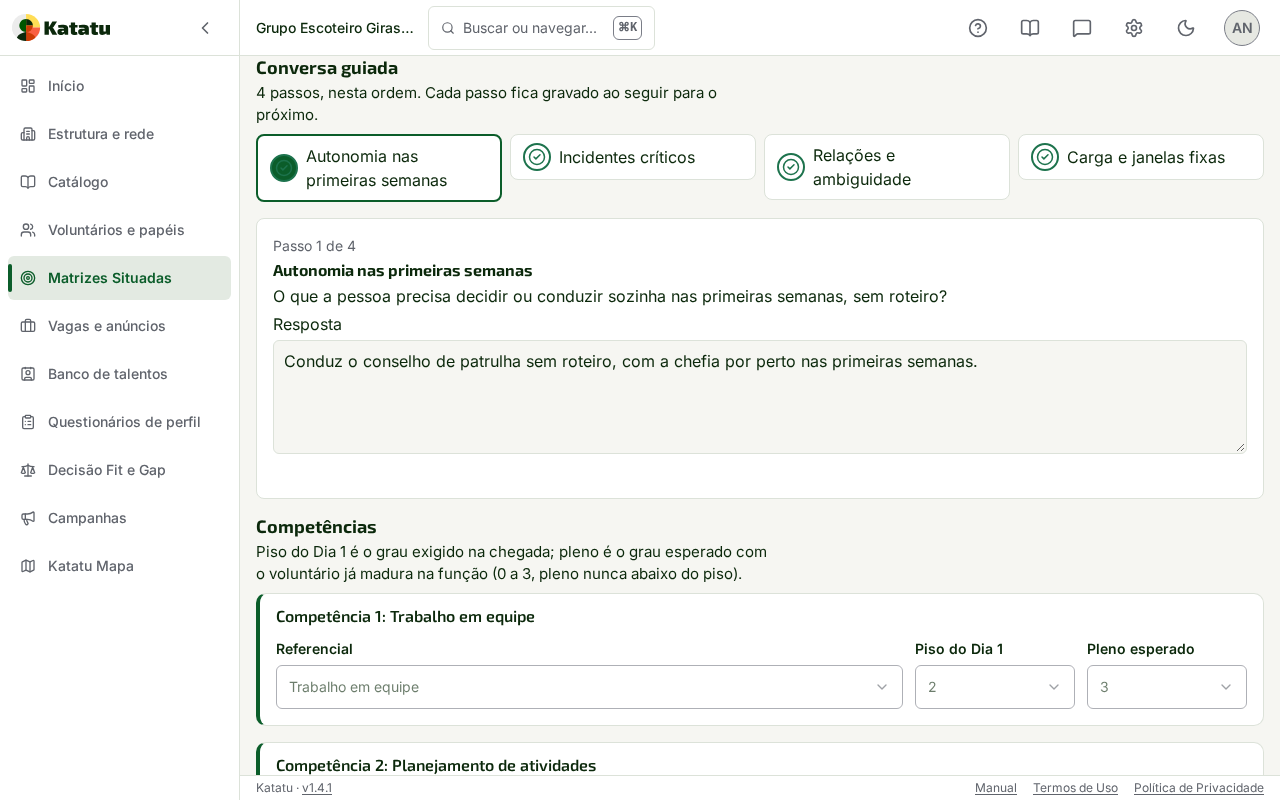 Katatu
Grupo Escoteiro Giras...
Buscar ou navegar...
⌘K
AN
Início
Estrutura e rede
Catálogo
Voluntários e papéis
Matrizes Situadas
Vagas e anúncios
Banco de talentos
Questionários de perfil
Decisão Fit e Gap
Campanhas
Katatu Mapa
Conversa guiada
4 passos, nesta ordem. Cada passo fica gravado ao seguir para o
próximo.
Autonomia nas
primeiras semanas
Incidentes críticos
Relações e
ambiguidade
Carga e janelas fixas
Passo 1 de 4
Autonomia nas primeiras semanas
O que a pessoa precisa decidir ou conduzir sozinha nas primeiras semanas, sem roteiro?
Resposta
Conduz o conselho de patrulha sem roteiro, com a chefia por perto nas primeiras semanas.
Competências
Piso do Dia 1 é o grau exigido na chegada; pleno é o grau esperado com
o voluntário já madura na função (0 a 3, pleno nunca abaixo do piso).
Competência 1: Trabalho em equipe
Referencial
Piso do Dia 1
Pleno esperado
Trabalho em equipe
2
3
Competência 2: Planejamento de atividades
Katatu · v1.4.1
Manual
Termos de Uso
Política de Privacidade